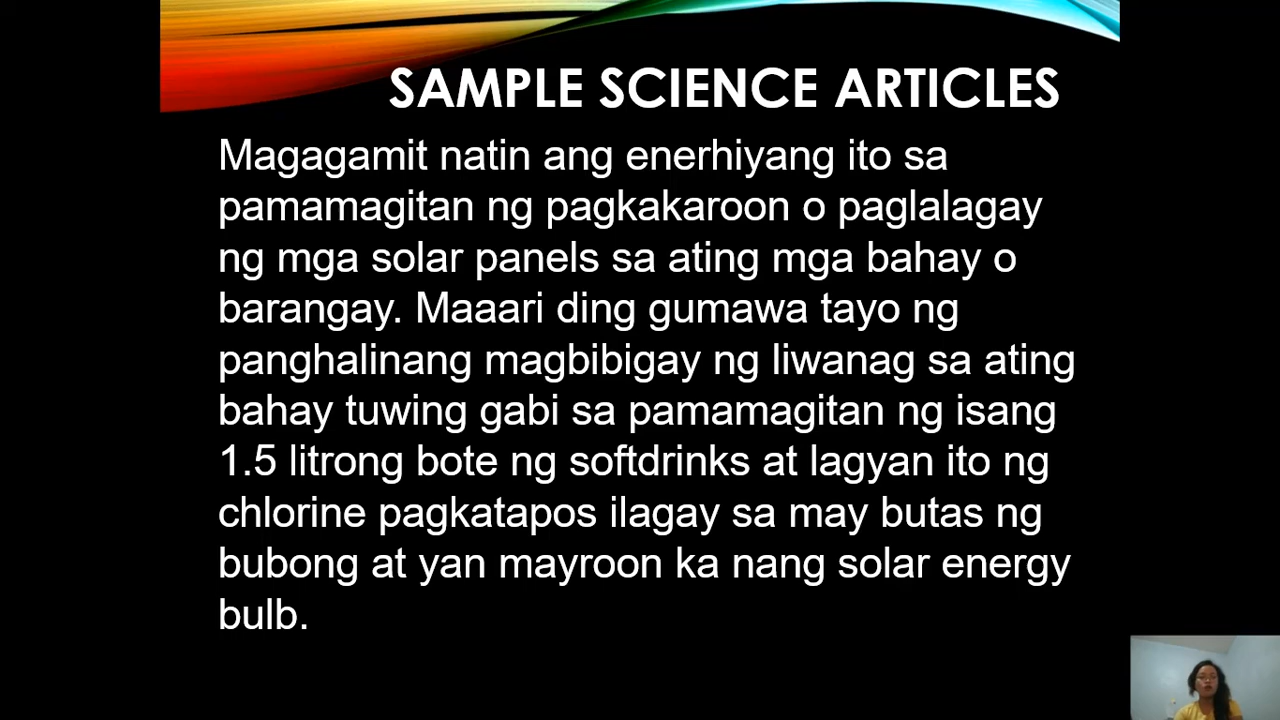 SAMPLE SCIENCE ARTICLES
Magagamit natin ang enerhiyang ito sa
pamamagitan ng pagkakaroon o paglalagay
ng mga solar panels sa ating mga bahay o
barangay. Maaari ding gumawa tayo ng
panghalinang magbibigay ng liwanag sa ating
bahay tuwing gabi sa pamamagitan ng isang
1.5 litrong bote ng softdrinks at lagyan ito ng
chlorine pagkatapos ilagay sa may butas ng
bubong at yan mayroon ka nang solar energy
bulb.